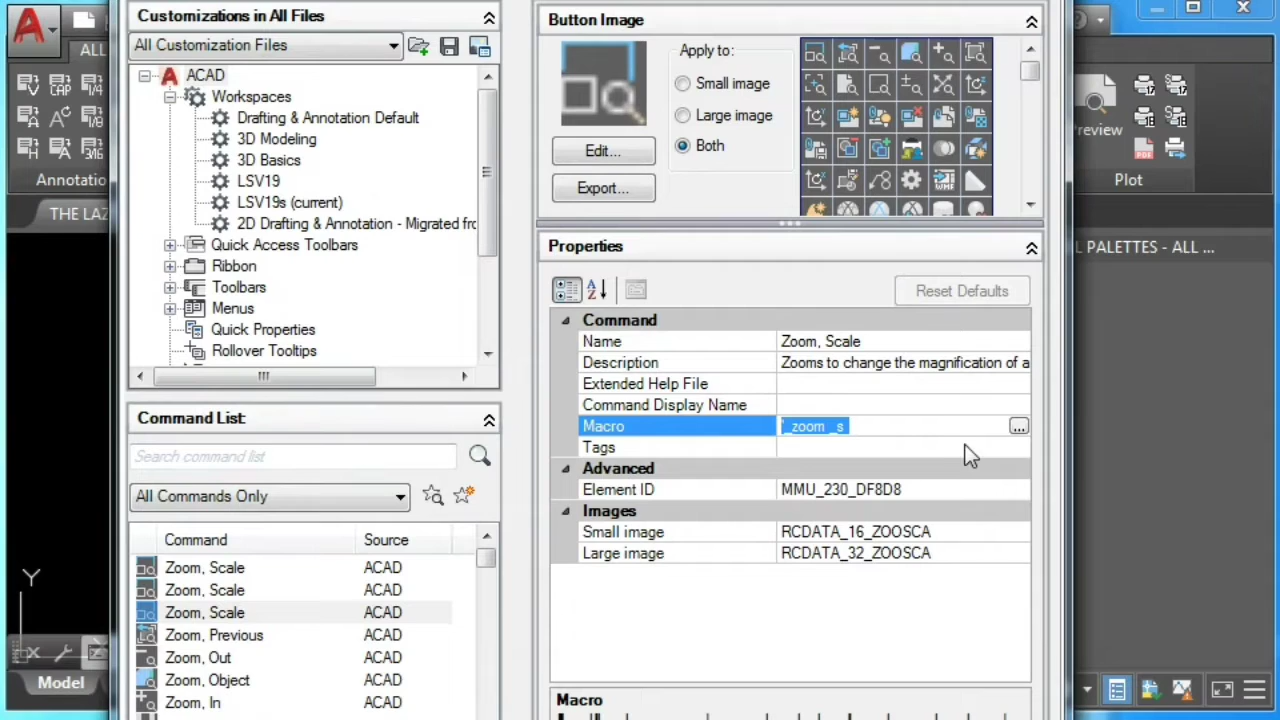 Customizations in All Files
All Customization Files
ACAD
Workspaces
Drafting & Annotation Default
3D Modeling
3D Basics
LSV19
LSV19s (current)
2D Drafting & Annotation - Migrated fro
Quick Access Toolbars
Ribbon
Toolbars
Menus
Quick Properties
Rollover Tooltips
Command List:
Search command list
All Commands Only
Command Source
Zoom, Scale ACAD
Zoom, Scale ACAD
Zoom, Scale ACAD
Zoom, Previous ACAD
Zoom, Out ACAD
Zoom, Object ACAD
Zoom, In ACAD
Button Image
Apply to:
Small image
Large image
Both
Edit...
Export...
Properties
Reset Defaults
Command
Name Zoom, Scale
Description Zooms to change the magnification of a
Extended Help File
Command Display Name
Macro '_zoom _s
Tags
Advanced
Element ID MMU_230_DF8D8
Images
Small image RCDATA_16_ZOOSCA
Large image RCDATA_32_ZOOSCA
Macro
ALL
Annotatio
THE LAZ
Y
X
Model
review
Plot
L PALETTES - ALL ...